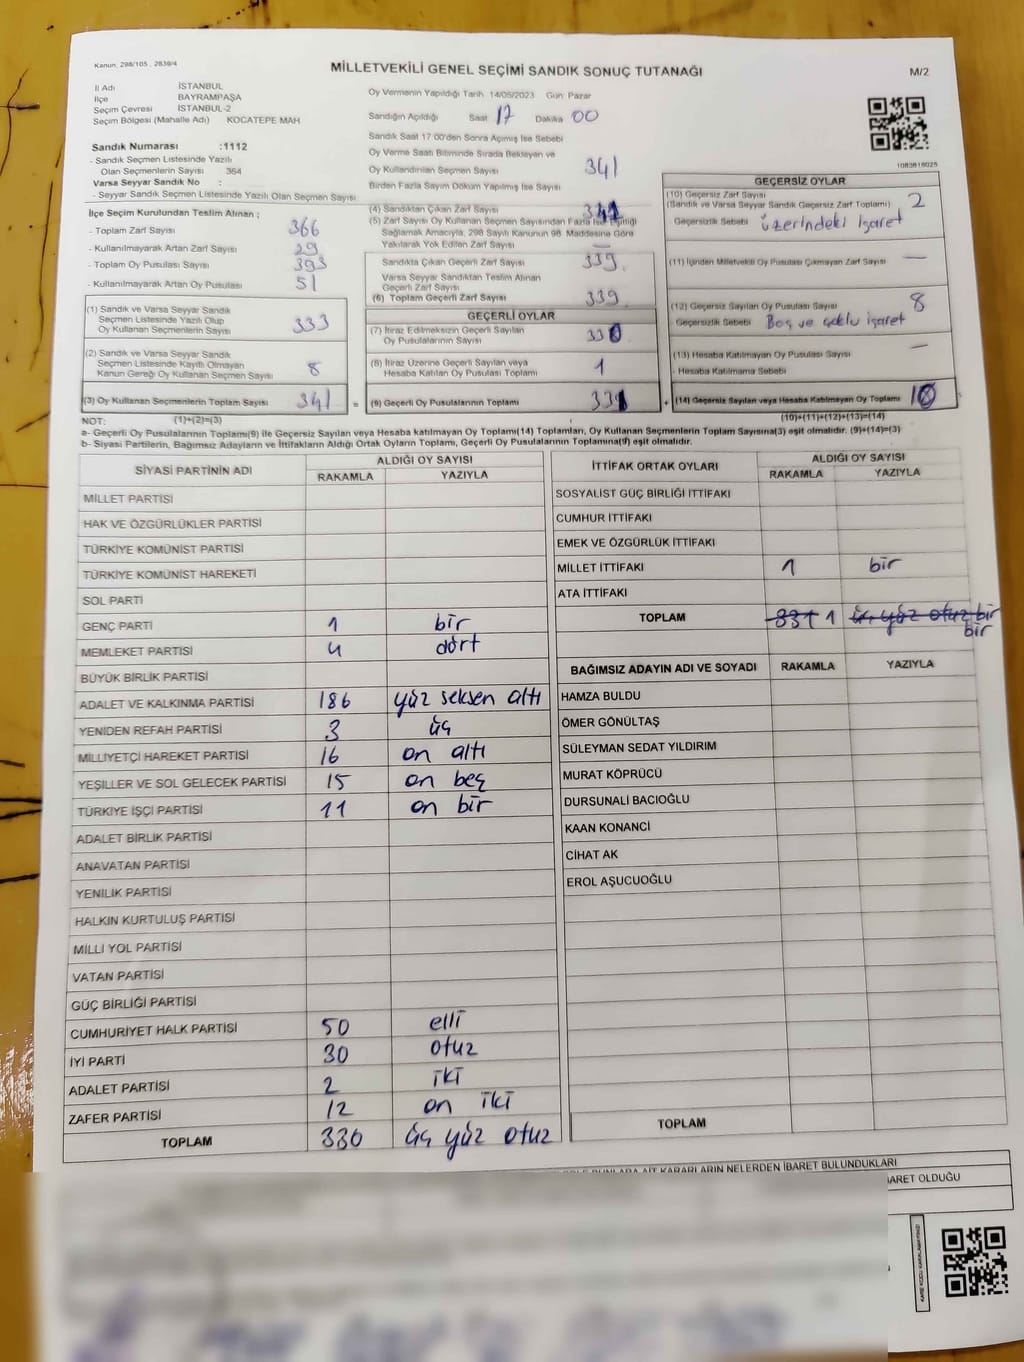 Kanun, 298/105 , 2839/4
MİLLETVEKİLİ GENEL SEÇİMİ SANDIK SONUÇ TUTANAĞI
M/2
İl Adı İSTANBUL
İlçe BAYRAMPAŞA
Seçim Çevresi İSTANBUL-2
Seçim Bölgesi (Mahalle Adı) KOCATEPE MAH
Sandık Numarası :1112
- Sandık Seçmen Listesinde Yazılı
Olan Seçmenlerin Sayısı 364
Varsa Seyyar Sandık No :
- Seyyar Sandık Seçmen Listesinde Yazılı Olan Seçmen Sayısı
Oy Vermenin Yapıldığı Tarih 14/05/2023 Gün Pazar
Sandığın Açıldığı Saat 17 Dakika 00
Sandık Saat 17.00'den Sonra Açımış İse Sebebi
Oy Verme Saati Bitiminde Sırada Bekleyen ve
Oy Kullandırılan Seçmen Sayısı 341
Birden Fazla Sayım Döküm Yapılmış İse Sayısı
1083816025
İlçe Seçim Kurulundan Teslim Alınan ;
- Toplam Zarf Sayısı 366
- Kullanılmayarak Artan Zarf Sayısı 29
- Toplam Oy Pusulası Sayısı 393
- Kullanılmayarak Artan Oy Pusulası 51
(1) Sandık ve Varsa Seyyar Sandık
Seçmen Listesinde Yazılı Olup
Oy Kullanan Seçmenlerin Sayısı 333
(2) Sandık ve Varsa Seyyar Sandık
Seçmen Listesinde Kayıtlı Olmayan
Kanun Gereği Oy Kullanan Seçmen Sayısı 8
(3) Oy Kullanan Seçmenlerin Toplam Sayısı 341 =
(4) Sandıktan Çıkan Zarf Sayısı 341
(5) Zarf Sayısı Oy Kullanan Seçmen Sayısından Fazla İse Eşitliği
Sağlamak Amacıyla, 298 Sayılı Kanunun 98. Maddesine Göre
Yakılarak Yok Edilen Zarf Sayısı —
Sandıkta Çıkan Geçerli Zarf Sayısı 339
Varsa Seyyar Sandıktan Teslim Alınan
Geçerli Zarf Sayısı
(6) Toplam Geçerli Zarf Sayısı 339
GEÇERLİ OYLAR
(7) İtiraz Edilmeksizin Geçerli Sayılan
Oy Pusulalarının Sayısı 330
(8) İtiraz Üzerine Geçerli Sayılan veya
Hesaba Katılan Oy Pusulası Toplamı 1
(9) Geçerli Oy Pusulalarının Toplamı 331 +
GEÇERSİZ OYLAR
(10) Geçersiz Zarf Sayısı
(Sandık ve Varsa Seyyar Sandık Geçersiz Zarf Toplamı) 2
Geçersizlik Sebebi üzerindeki işaret
(11) İçinden Milletvekili Oy Pusulası Çıkmayan Zarf Sayısı —
(12) Geçersiz Sayılan Oy Pusulası Sayısı 8
- Geçersizlik Sebebi Boş ve çoklu işaret
(13) Hesaba Katılmayan Oy Pusulası Sayısı —
- Hesaba Katılmama Sebebi
(14) Geçersiz Sayılan veya Hesaba Katılmayan Oy Toplamı 10
NOT: (1)+(2)=(3)
(10)+(11)+(12)+(13)=(14)
a- Geçerli Oy Pusulalarının Toplamı(9) ile Geçersiz Sayılan veya Hesaba katılmayan Oy Toplamı(14) Toplamları, Oy Kullanan Seçmenlerin Toplam Sayısına(3) eşit olmalıdır. (9)+(14)=(3)
b- Siyasi Partilerin, Bağımsız Adayların ve İttifakların Aldığı Ortak Oyların Toplamı, Geçerli Oy Pusulalarının Toplamına(9) eşit olmalıdır.
SİYASİ PARTİNİN ADI ALDIĞI OY SAYISI
RAKAMLA YAZIYLA
MİLLET PARTİSİ
HAK VE ÖZGÜRLÜKLER PARTİSİ
TÜRKİYE KOMÜNİST PARTİSİ
TÜRKİYE KOMÜNİST HAREKETİ
SOL PARTİ
GENÇ PARTİ 1 bir
MEMLEKET PARTİSİ 4 dört
BÜYÜK BİRLİK PARTİSİ
ADALET VE KALKINMA PARTİSİ 186 yüz seksen altı
YENİDEN REFAH PARTİSİ 3 üç
MİLLİYETÇİ HAREKET PARTİSİ 16 on altı
YEŞİLLER VE SOL GELECEK PARTİSİ 15 on beş
TÜRKİYE İŞÇİ PARTİSİ 11 on bir
ADALET BİRLİK PARTİSİ
ANAVATAN PARTİSİ
YENİLİK PARTİSİ
HALKIN KURTULUŞ PARTİSİ
MİLLİ YOL PARTİSİ
VATAN PARTİSİ
GÜÇ BİRLİĞİ PARTİSİ
CUMHURİYET HALK PARTİSİ 50 elli
İYİ PARTİ 30 otuz
ADALET PARTİSİ 2 iki
ZAFER PARTİSİ 12 on iki
TOPLAM 330 üç yüz otuz
İTTİFAK ORTAK OYLARI ALDIĞI OY SAYISI
RAKAMLA YAZIYLA
SOSYALİST GÜÇ BİRLİĞİ İTTİFAKI
CUMHUR İTTİFAKI
EMEK VE ÖZGÜRLÜK İTTİFAKI
MİLLET İTTİFAKI 1 bir
ATA İTTİFAKI
TOPLAM 331 1 üç yüz otuz bir
bir
BAĞIMSIZ ADAYIN ADI VE SOYADI RAKAMLA YAZIYLA
HAMZA BULDU
ÖMER GÖNÜLTAŞ
SÜLEYMAN SEDAT YILDIRIM
MURAT KÖPRÜCÜ
DURSUNALİ BACIOĞLU
KAAN KONANCİ
CİHAT AK
EROL AŞUCUOĞLU
TOPLAM
KARARLARIN NELERDEN İBARET BULUNDUKLARI
OLDUĞU